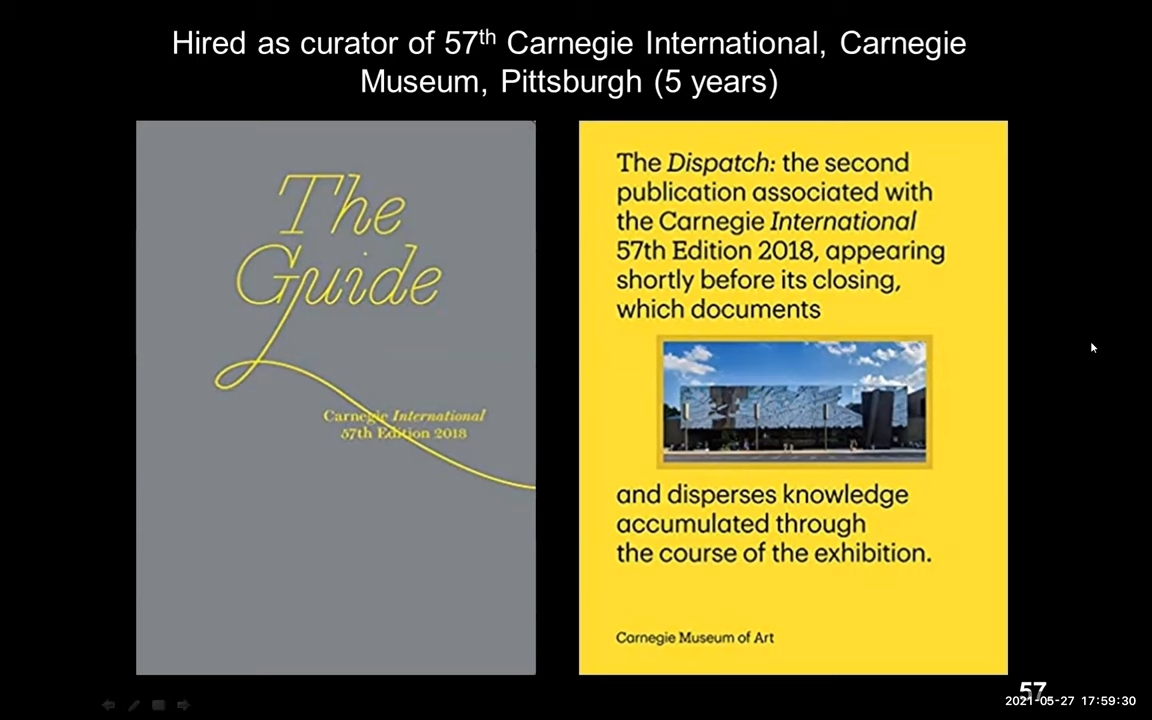 Hired as curator of 57th Carnegie International, Carnegie
Museum, Pittsburgh (5 years)
The
Guide
Carnegie International
57th Edition 2018
The Dispatch: the second
publication associated with
the Carnegie International
57th Edition 2018, appearing
shortly before its closing,
which documents
and disperses knowledge
accumulated through
the course of the exhibition.
Carnegie Museum of Art
57
2021-05-27 17:59:30